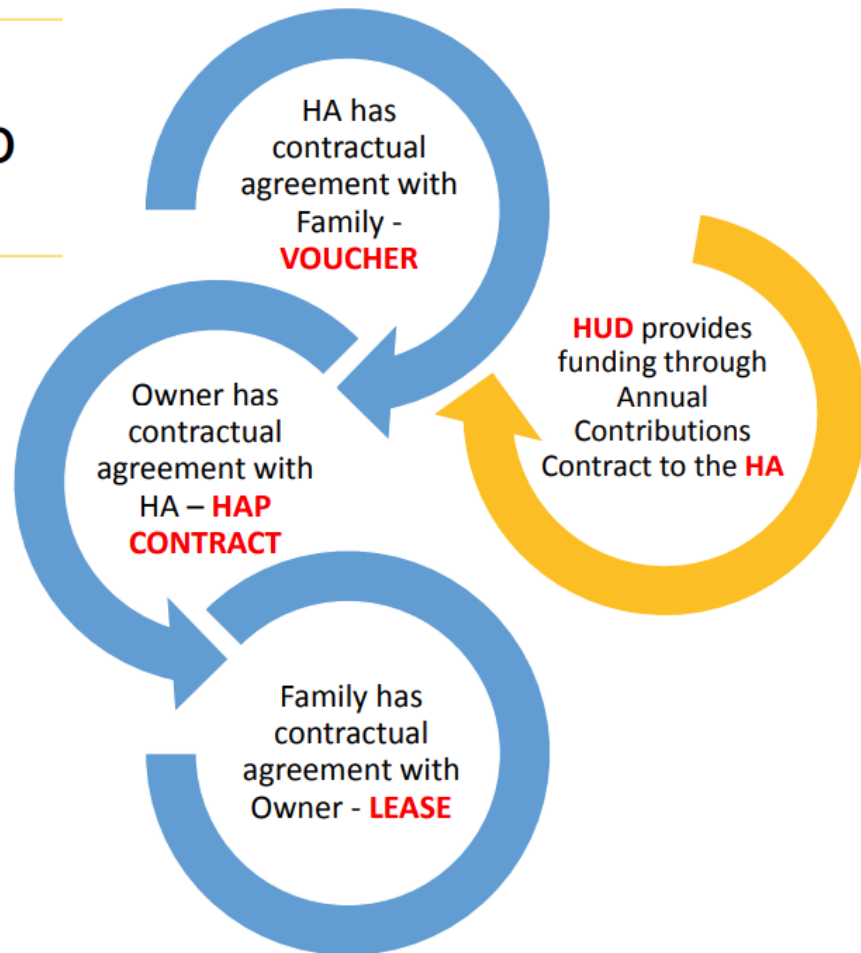 HA has
contractual
agreement with
Family -
VOUCHER
HUD provides
funding through
Annual
Contributions
Contract to the HA
Owner has
contractual
agreement with
HA – HAP
CONTRACT
Family has
contractual
agreement with
Owner - LEASE